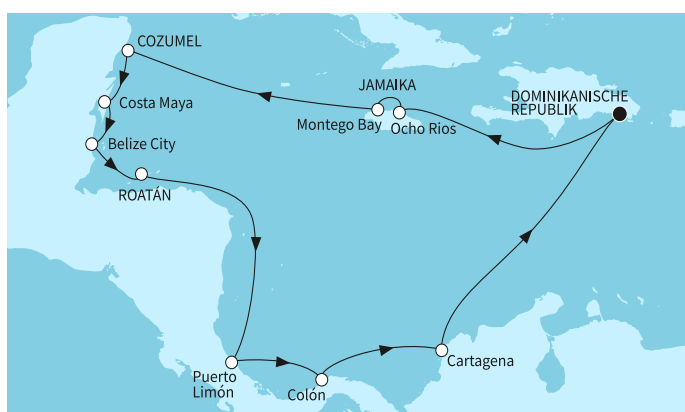 COZUMEL
JAMAIKA
DOMINIKANISCHE
REPUBLIK
Costa Maya
Montego Bay
Ocho Rios
Belize City
ROATÁN
Cartagena
Puerto
Limón
Colón